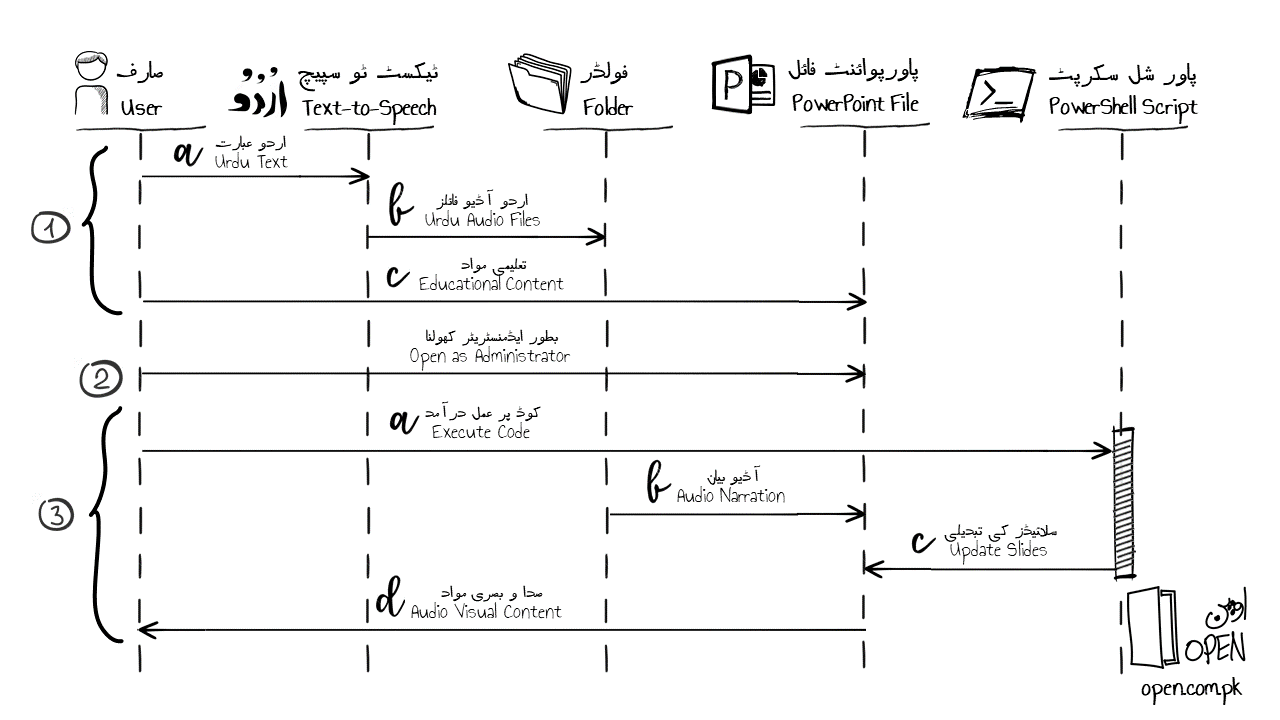 صارف
User
اردو
ٹیکسٹ ٹو سپیچ
Text-to-Speech
فولڈر
Folder
P
پاورپوائنٹ فائل
PowerPoint File
>_
پاور شل سکرپٹ
PowerShell Script
1
a
اردو عبارت
Urdu Text
b
اردو آڈیو فائلز
Urdu Audio Files
c
تعلیمی مواد
Educational Content
2
بطور ایڈمنسٹریٹر کھولنا
Open as Administrator
3
a
کوڈ پر عمل درآمد
Execute Code
b
آڈیو بیان
Audio Narration
c
سلائیڈز کی تبدیلی
Update Slides
d
صدا و بصری مواد
Audio Visual Content
اوپن
OPEN
open.com.pk